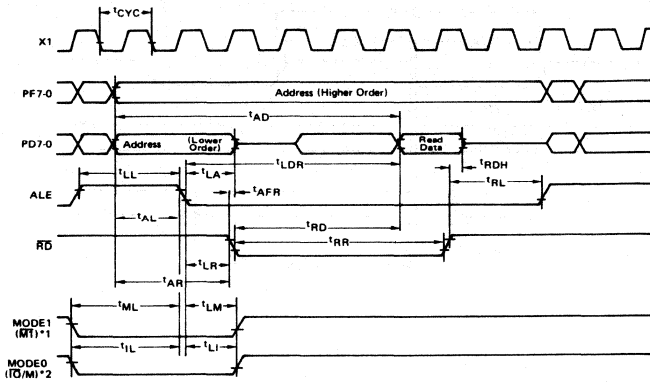 tCYC
X1
PF7-0
Address (Higher Order)
tAD
PD7-0
Address
(Lower
Order)
Read
Data
tLL
tLA
tLDR
tRDH
tAFR
tRL
ALE
tAL
tRD
RD
tRR
tLR
tAR
tML
tLM
MODE1
(M1)*1
tIL
tLI
MODE0
(IO/M)*2